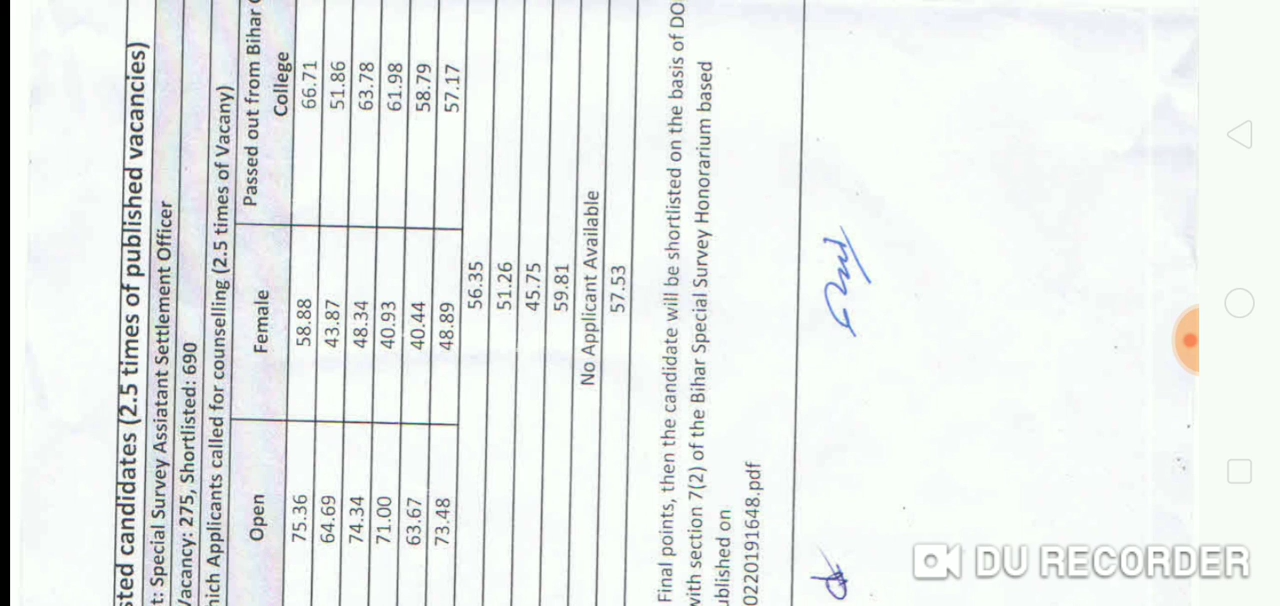 sted candidates (2.5 times of published vacancies)
t: Special Survey Assiatant Settlement Officer
Vacancy: 275, Shortlisted: 690
hich Applicants called for counselling (2.5 times of Vacany)
Open Female Passed out from Bihar
College
75.36 58.88 66.71
64.69 43.87 51.86
74.34 48.34 63.78
71.00 40.93 61.98
63.67 40.44 58.79
73.48 48.89 57.17
56.35
51.26
45.75
59.81
No Applicant Available
57.53
Final points, then the candidate will be shortlisted on the basis of DO
with section 7(2) of the Bihar Special Survey Honorarium based
ublished on
0220191648.pdf
DU RECORDER